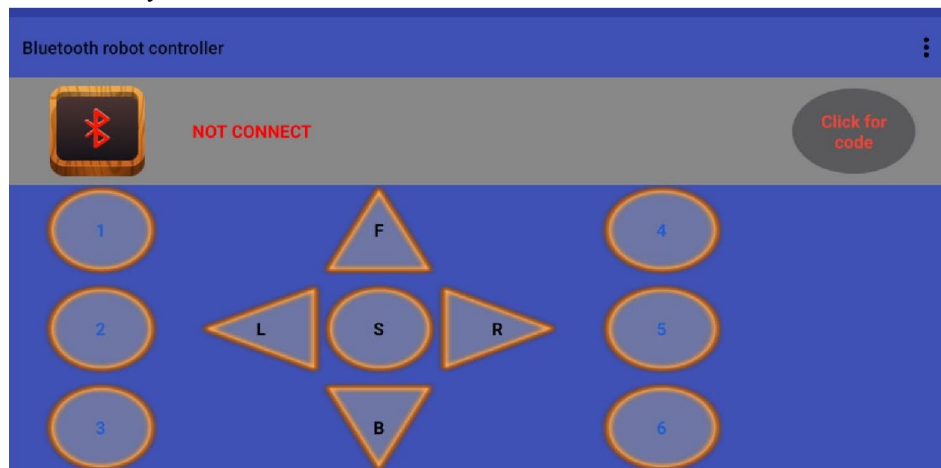 Bluetooth robot controller
NOT CONNECT
Click for
code
1
F
4
2
L
S
R
5
3
B
6